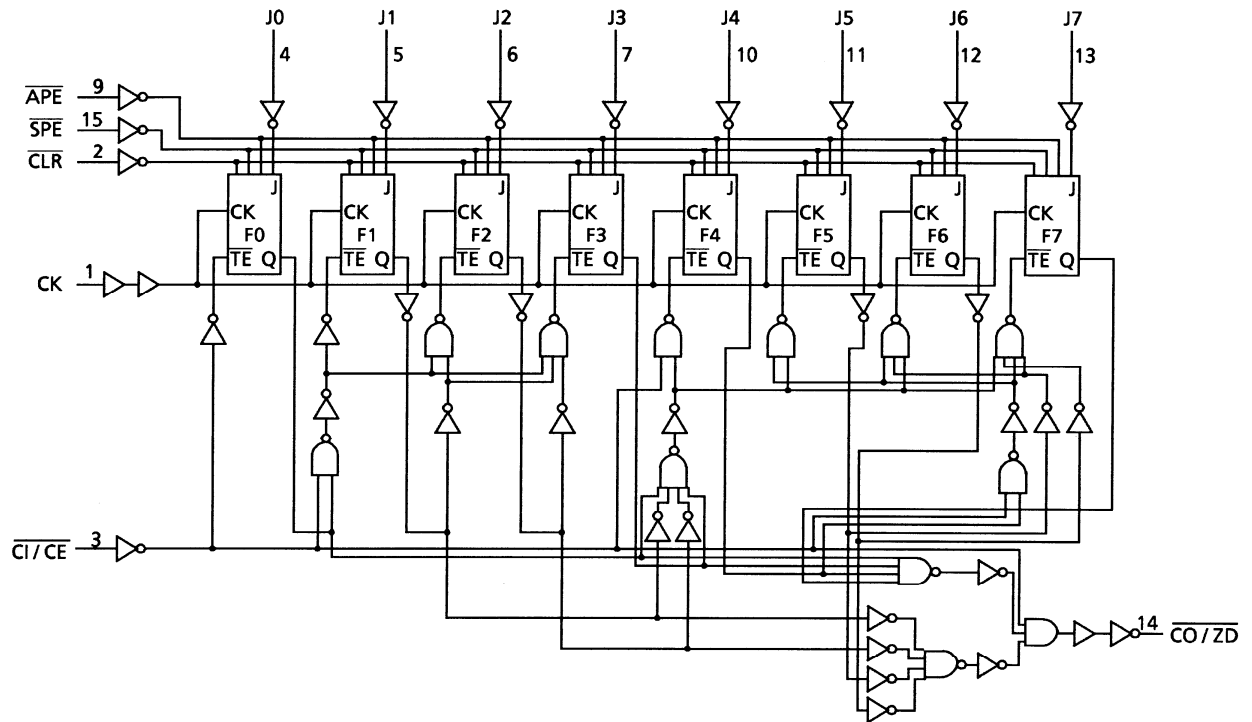 J0 J1 J2 J3 J4 J5 J6 J7
4 5 6 7 10 11 12 13
APE 9
SPE 15
CLR 2
J J J J J J J J
CK CK CK CK CK CK CK CK
F0 F1 F2 F3 F4 F5 F6 F7
TE Q TE Q TE Q TE Q TE Q TE Q TE Q TE Q
CK 1
CI / CE 3
14 CO / ZD